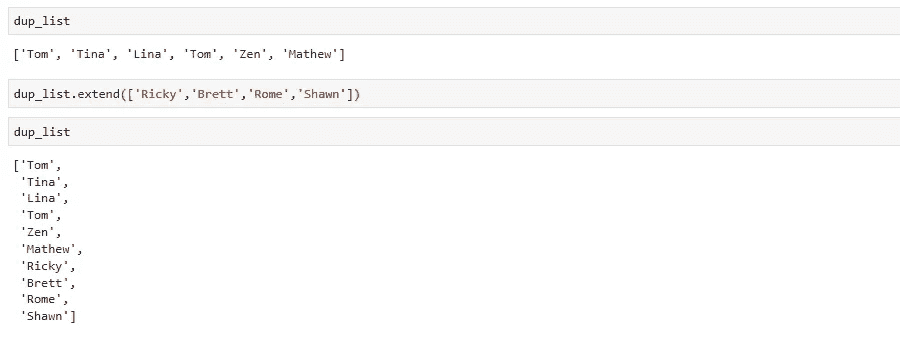 dup_list
['Tom', 'Tina', 'Lina', 'Tom', 'Zen', 'Mathew']
dup_list.extend(['Ricky','Brett','Rome','Shawn'])
dup_list
['Tom',
 'Tina',
 'Lina',
 'Tom',
 'Zen',
 'Mathew',
 'Ricky',
 'Brett',
 'Rome',
 'Shawn']